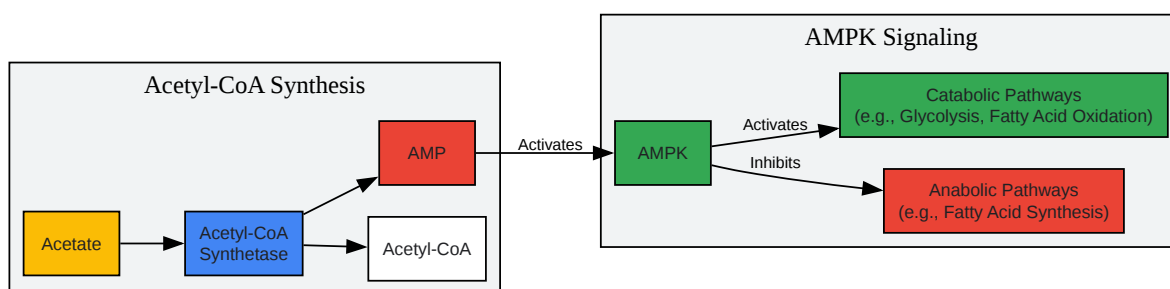 Acetyl-CoA Synthesis
AMP
Acetate
Acetyl-CoA
Synthetase
Acetyl-CoA
Activates
AMPK Signaling
AMPK
Activates
Inhibits
Catabolic Pathways
(e.g., Glycolysis, Fatty Acid Oxidation)
Anabolic Pathways
(e.g., Fatty Acid Synthesis)